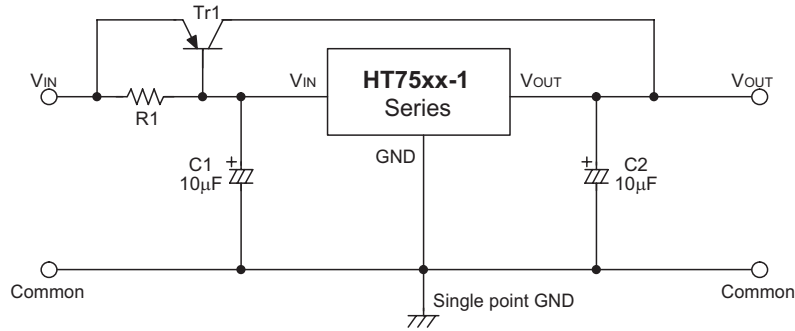 Tr1
VIN
R1
VIN
HT75xx-1
Series
VOUT
VOUT
GND
C1
10μF
C2
10μF
Common
Single point GND
Common